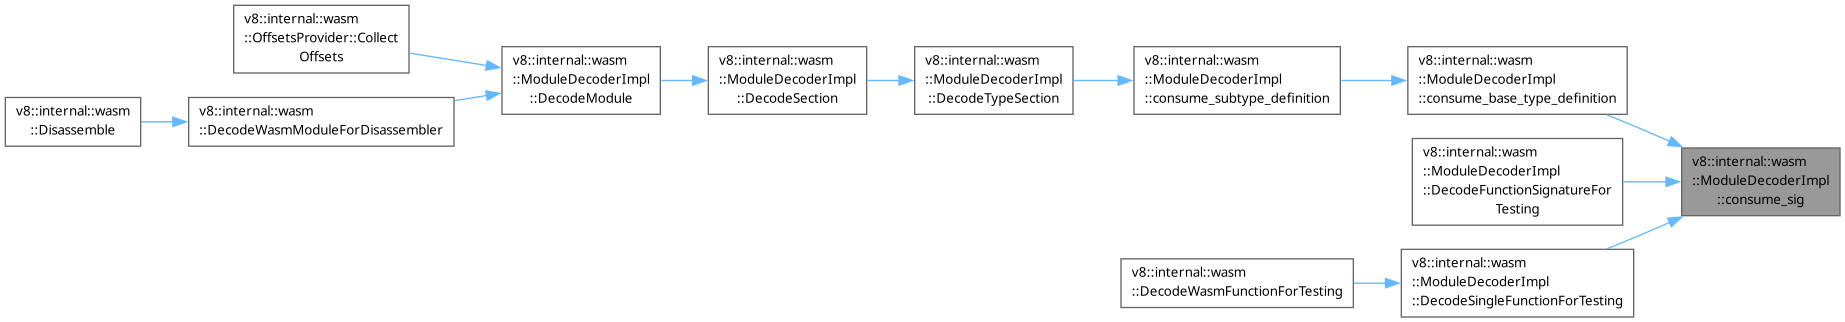 v8::internal::wasm
::OffsetsProvider::Collect
Offsets
v8::internal::wasm
::Disassemble
v8::internal::wasm
::DecodeWasmModuleForDisassembler
v8::internal::wasm
::ModuleDecoderImpl
::DecodeModule
v8::internal::wasm
::ModuleDecoderImpl
::DecodeSection
v8::internal::wasm
::ModuleDecoderImpl
::DecodeTypeSection
v8::internal::wasm
::ModuleDecoderImpl
::consume_subtype_definition
v8::internal::wasm
::ModuleDecoderImpl
::consume_base_type_definition
v8::internal::wasm
::ModuleDecoderImpl
::DecodeFunctionSignatureFor
Testing
v8::internal::wasm
::ModuleDecoderImpl
::consume_sig
v8::internal::wasm
::DecodeWasmFunctionForTesting
v8::internal::wasm
::ModuleDecoderImpl
::DecodeSingleFunctionForTesting